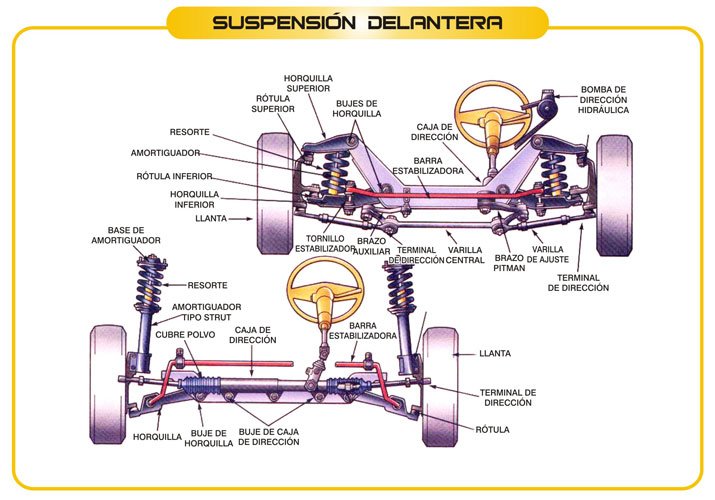 SUSPENSIÓN DELANTERA
HORQUILLA
SUPERIOR
RÓTULA
SUPERIOR
BUJES DE
HORQUILLA
CAJA DE
DIRECCIÓN
BOMBA DE
DIRECCIÓN
HIDRÁULICA
RESORTE
AMORTIGUADOR
BARRA
ESTABILIZADORA
RÓTULA INFERIOR
HORQUILLA
INFERIOR
LLANTA
TORNILLO
ESTABILIZADOR
BRAZO
AUXILIAR
TERMINAL
DE DIRECCIÓN
VARILLA
CENTRAL
BRAZO
PITMAN
VARILLA
DE AJUSTE
TERMINAL
DE DIRECCIÓN
BASE DE
AMORTIGUADOR
RESORTE
AMORTIGUADOR
TIPO STRUT
CUBRE POLVO
CAJA DE
DIRECCIÓN
BARRA
ESTABILIZADORA
LLANTA
TERMINAL DE
DIRECCIÓN
RÓTULA
HORQUILLA
BUJE DE
HORQUILLA
BUJE DE CAJA
DE DIRECCIÓN